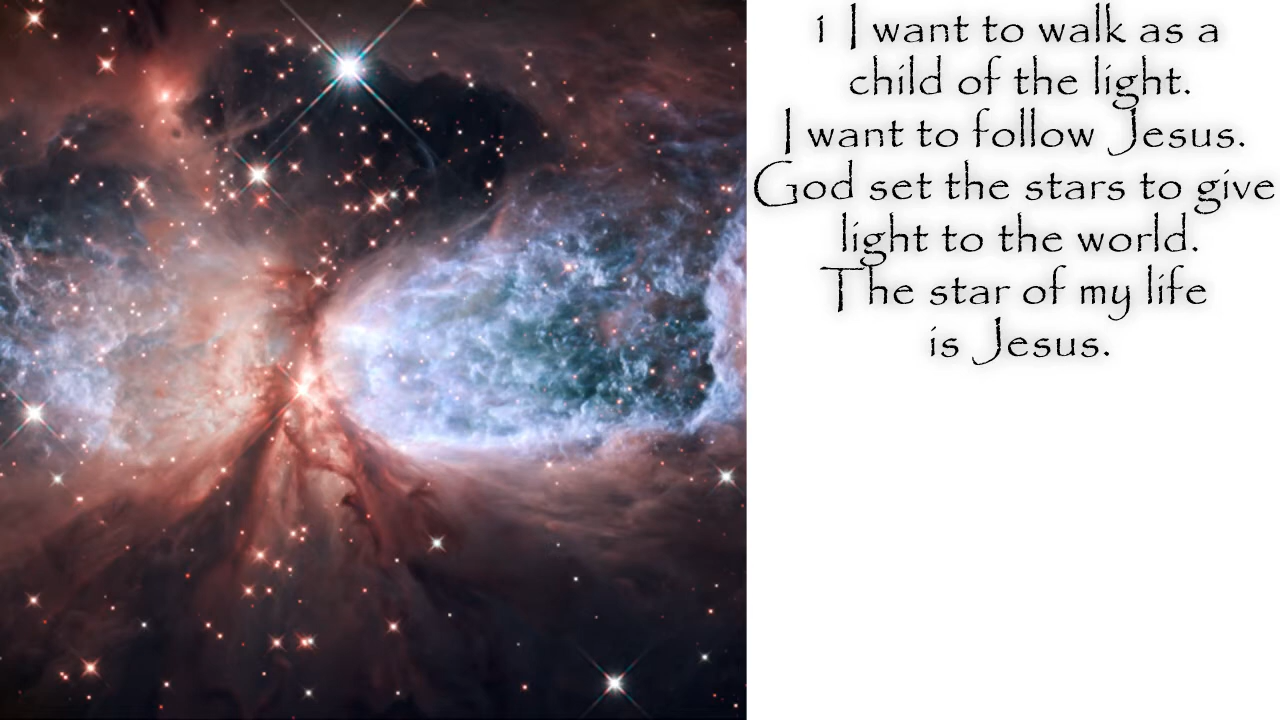 1 I want to walk as a
child of the light.
I want to follow Jesus.
God set the stars to give
light to the world.
The star of my life
is Jesus.